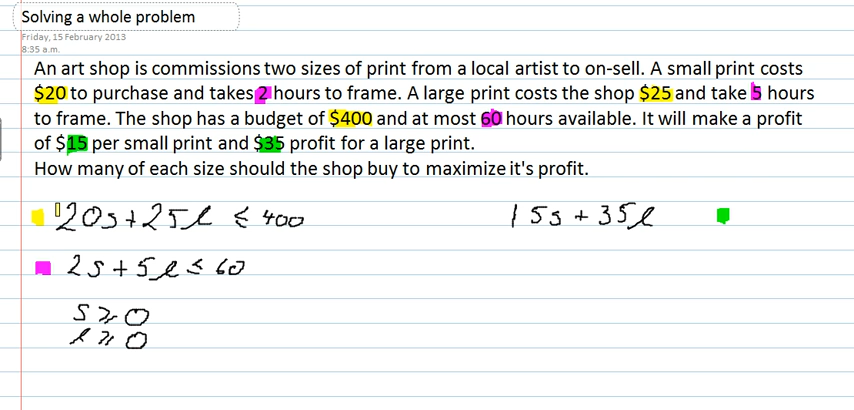 Solving a whole problem
Friday, 15 February 2013
8:35 a.m.
An art shop is commissions two sizes of print from a local artist to on-sell. A small print costs
$20 to purchase and takes 2 hours to frame. A large print costs the shop $25 and take 5 hours
to frame. The shop has a budget of $400 and at most 60 hours available. It will make a profit
of $15 per small print and $35 profit for a large print.
How many of each size should the shop buy to maximize it's profit.
20s + 25l ≤ 400 15s + 35l
2s + 5l ≤ 60
s ≥ 0
l ≥ 0